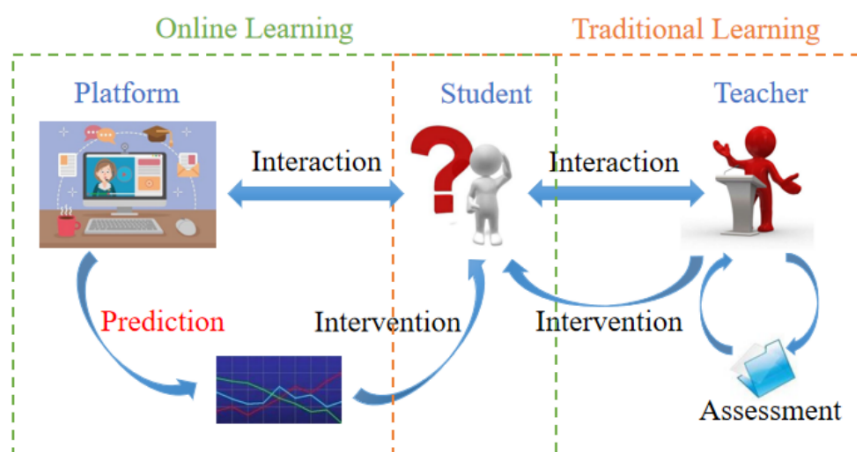 Online Learning
Traditional Learning
Platform
Student
Teacher
Interaction
Interaction
Prediction
Intervention
Intervention
Assessment